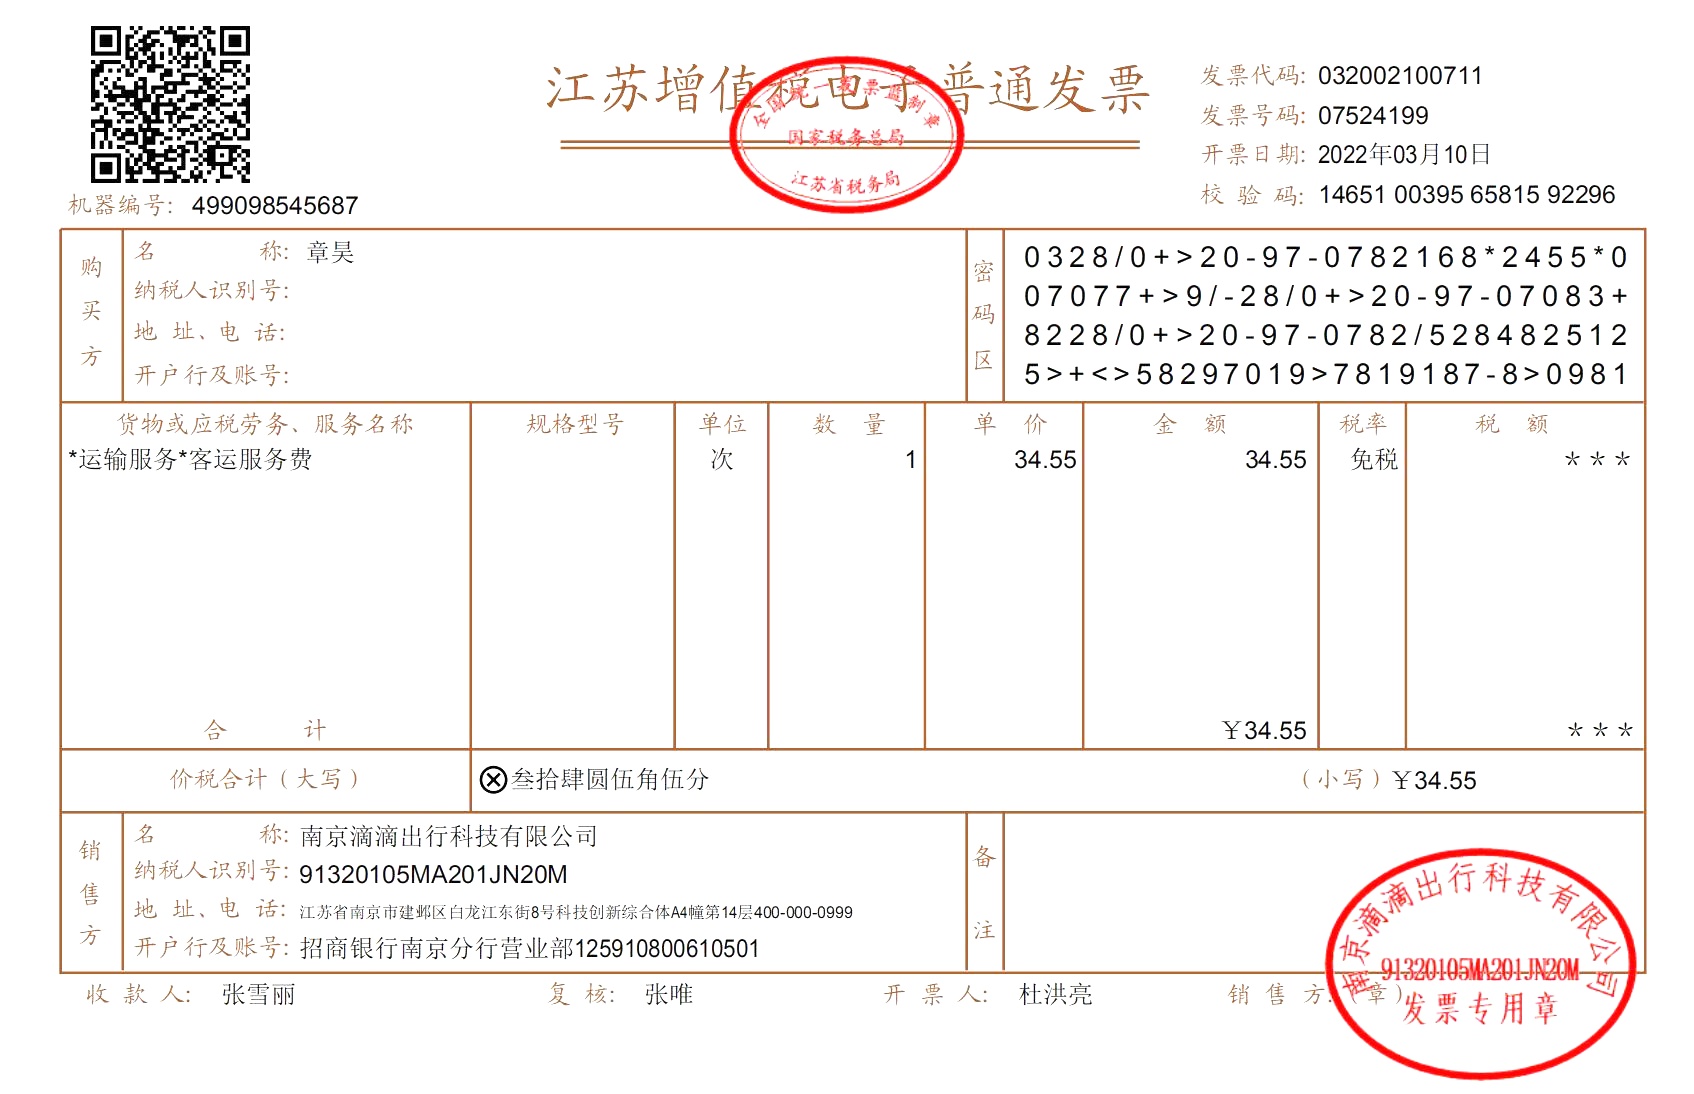 江苏增值税电子普通发票
全国统一发票监制章
国家税务总局
江苏省税务局
发票代码: 032002100711
发票号码: 07524199
开票日期: 2022年03月10日
校 验 码: 14651 00395 65815 92296
机器编号: 499098545687
购买方
名 称: 章昊
纳税人识别号:
地 址、电 话:
开户行及账号:
密码区
0328/0+>20-97-0782168*2455*0
07077+>9/-28/0+>20-97-07083+
8228/0+>20-97-0782/528482512
5>+<>58297019>7819187-8>0981
货物或应税劳务、服务名称 规格型号 单位 数 量 单 价 金 额 税率 税 额
*运输服务*客运服务费 次 1 34.55 34.55 免税 ***
合 计 ￥34.55 ***
价税合计（大写） ⊗叁拾肆圆伍角伍分 （小写）￥34.55
销售方
名 称: 南京滴滴出行科技有限公司
纳税人识别号: 91320105MA201JN20M
地 址、电 话: 江苏省南京市建邺区白龙江东街8号科技创新综合体A4幢第14层400-000-0999
开户行及账号: 招商银行南京分行营业部125910800610501
备注
收 款 人: 张雪丽 复 核: 张唯 开 票 人: 杜洪亮 销 售 方:（章）
南京滴滴出行科技有限公司
91320105MA201JN20M
发票专用章